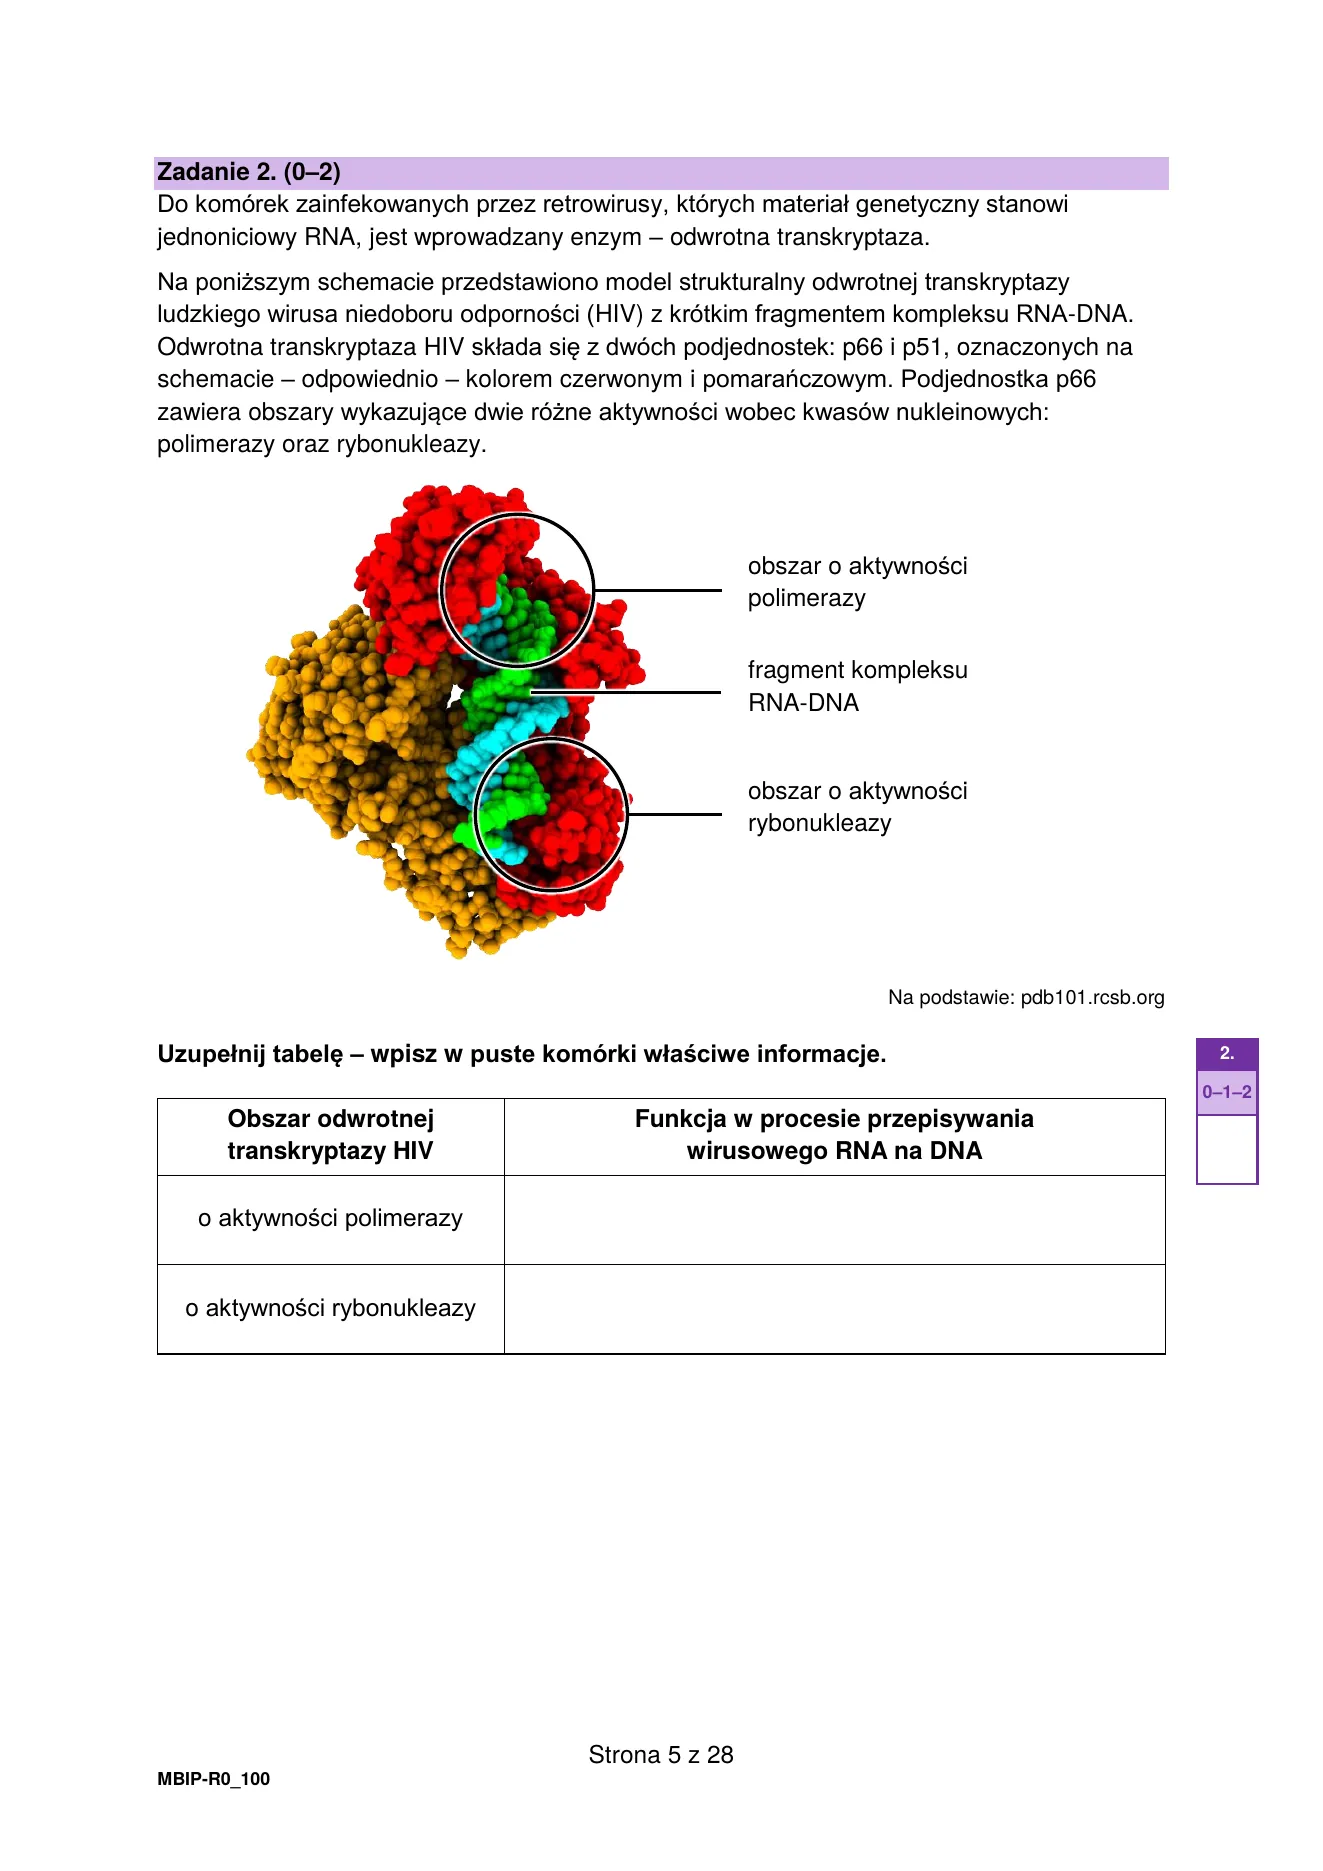 Zadanie 2. (0–2)
Do komórek zainfekowanych przez retrowirusy, których materiał genetyczny stanowi
jednoniciowy RNA, jest wprowadzany enzym – odwrotna transkryptaza.
Na poniższym schemacie przedstawiono model strukturalny odwrotnej transkryptazy
ludzkiego wirusa niedoboru odporności (HIV) z krótkim fragmentem kompleksu RNA-DNA.
Odwrotna transkryptaza HIV składa się z dwóch podjednostek: p66 i p51, oznaczonych na
schemacie – odpowiednio – kolorem czerwonym i pomarańczowym. Podjednostka p66
zawiera obszary wykazujące dwie różne aktywności wobec kwasów nukleinowych:
polimerazy oraz rybonukleazy.
obszar o aktywności
polimerazy
fragment kompleksu
RNA-DNA
obszar o aktywności
rybonukleazy
Na podstawie: pdb101.rcsb.org
Uzupełnij tabelę – wpisz w puste komórki właściwe informacje.
2.
0–1–2
Obszar odwrotnej
transkryptazy HIV
Funkcja w procesie przepisywania
wirusowego RNA na DNA
o aktywności polimerazy
o aktywności rybonukleazy
Strona 5 z 28
MBIP-R0_100